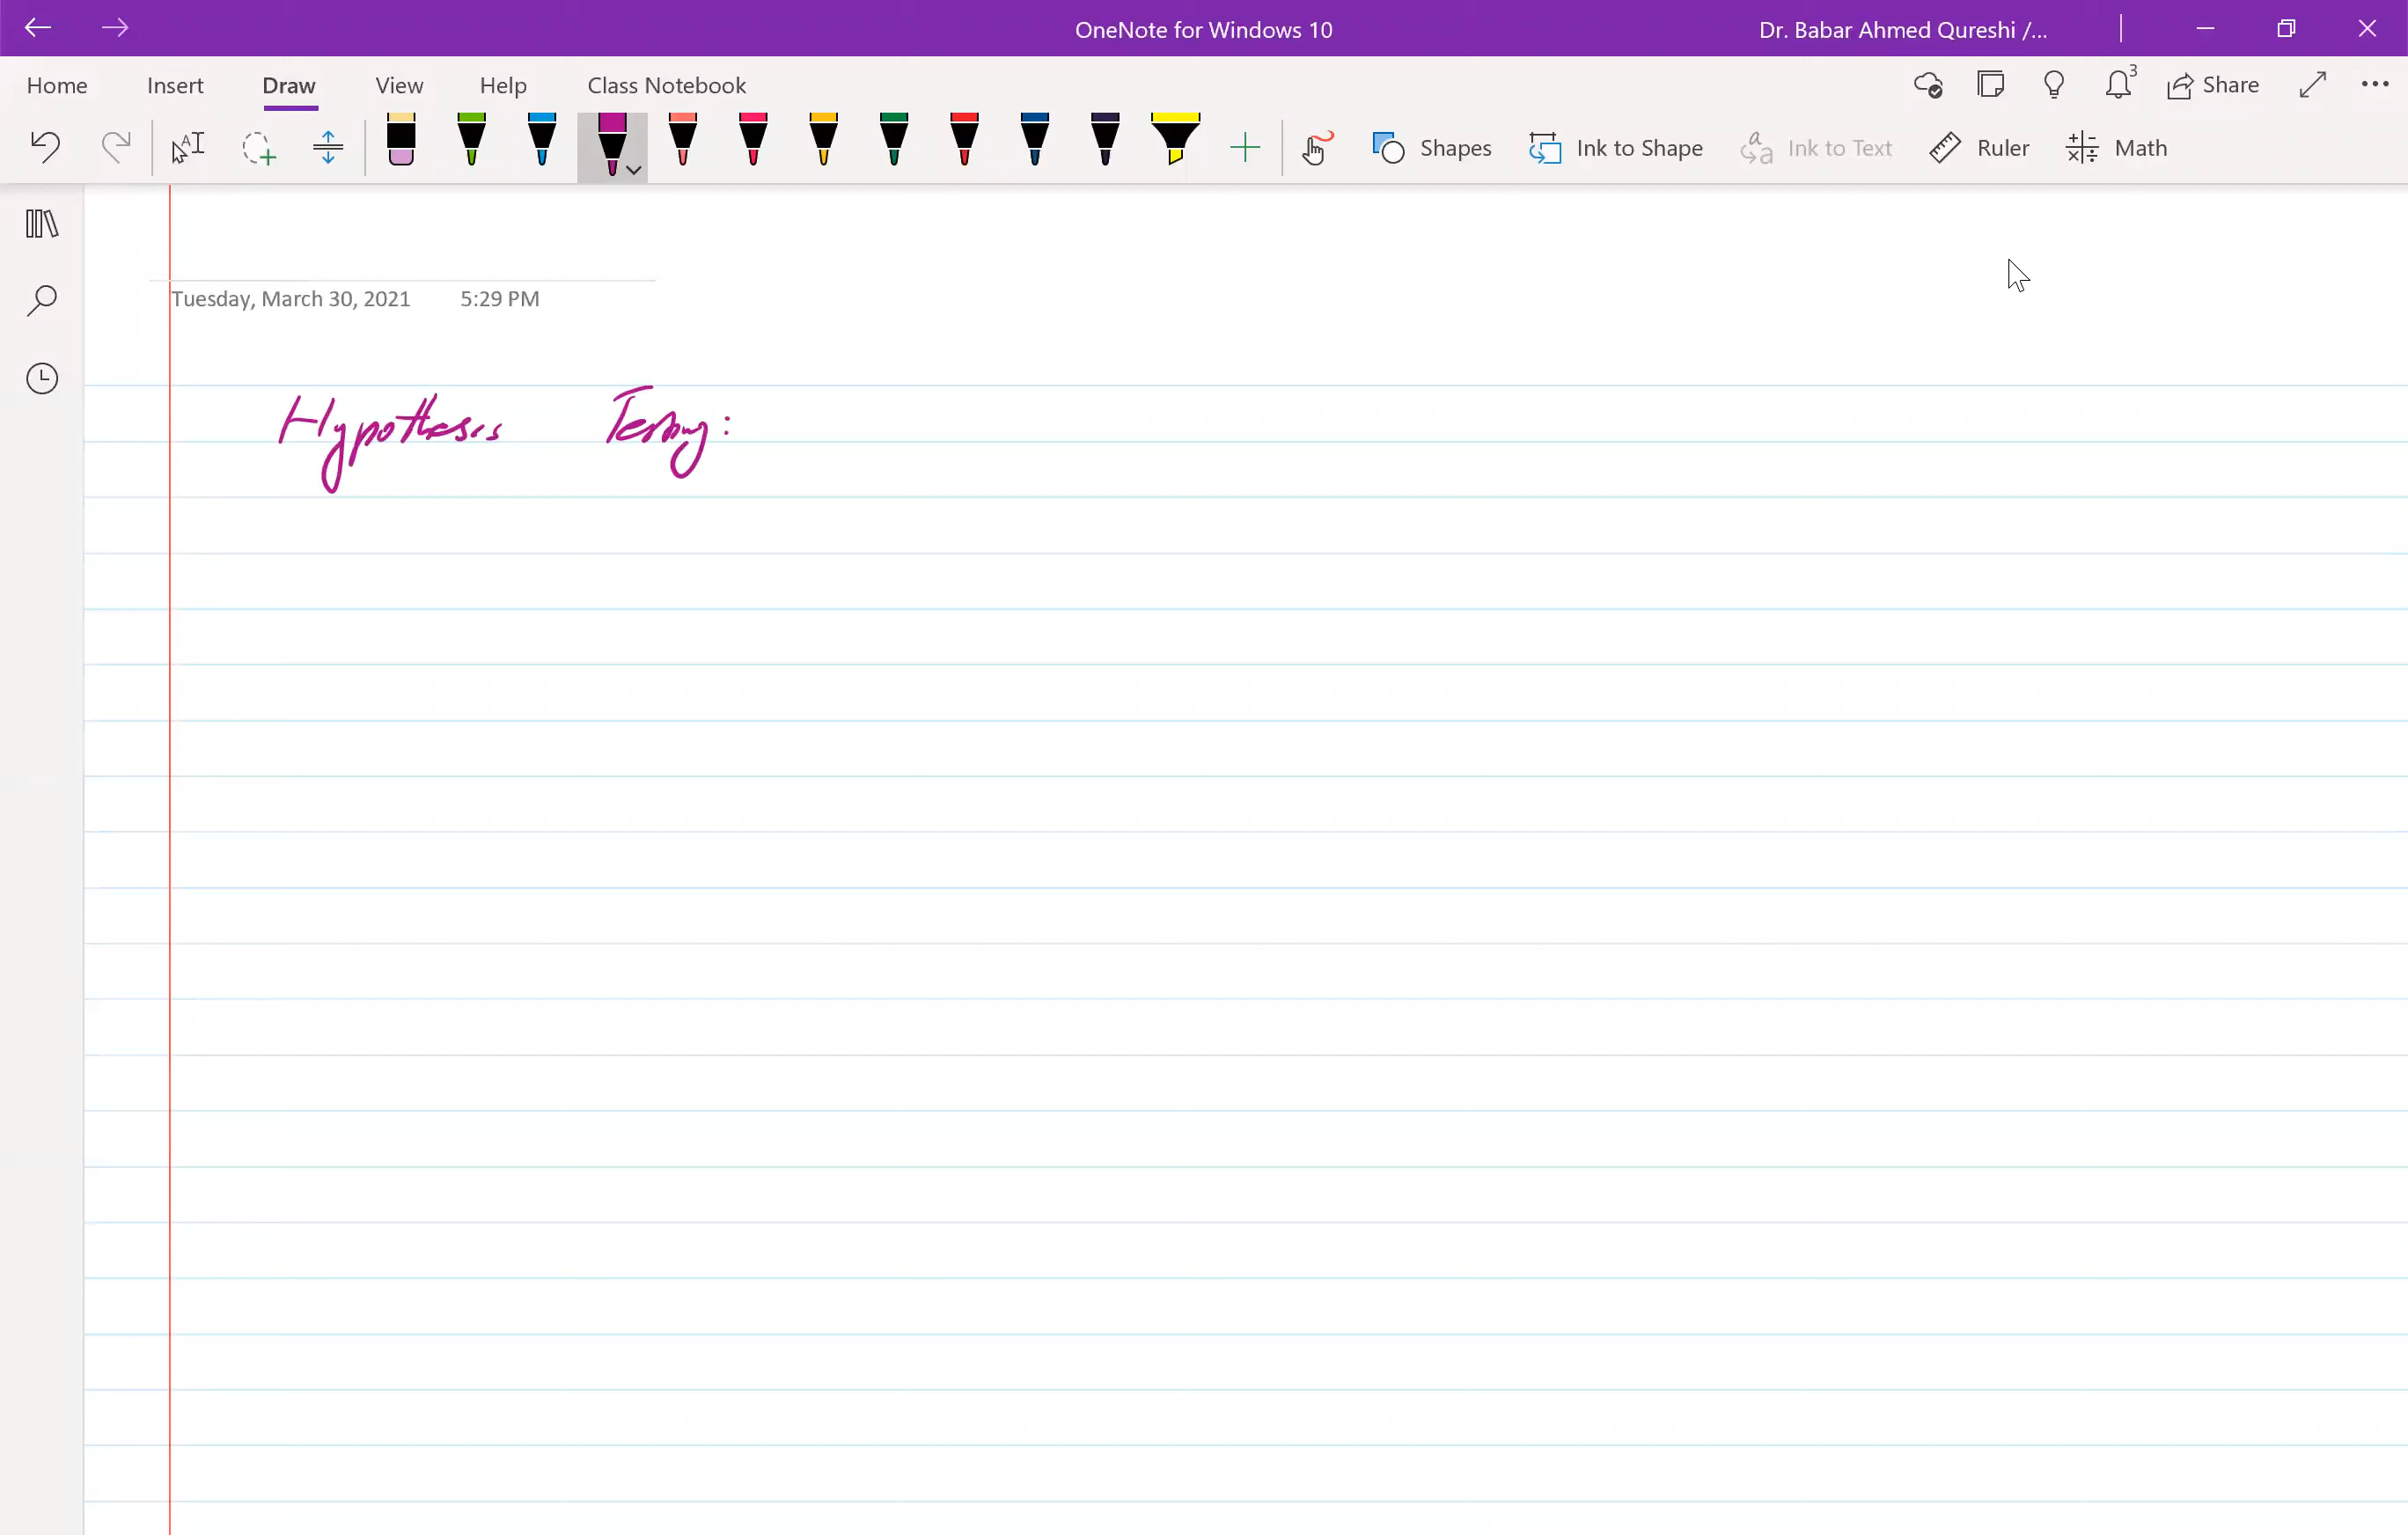 OneNote for Windows 10
Dr. Babar Ahmed Qureshi /...
Home Insert Draw View Help Class Notebook
3 Share
Shapes Ink to Shape Ink to Text Ruler Math
Tuesday, March 30, 2021 5:29 PM
Hypothesis Testing: